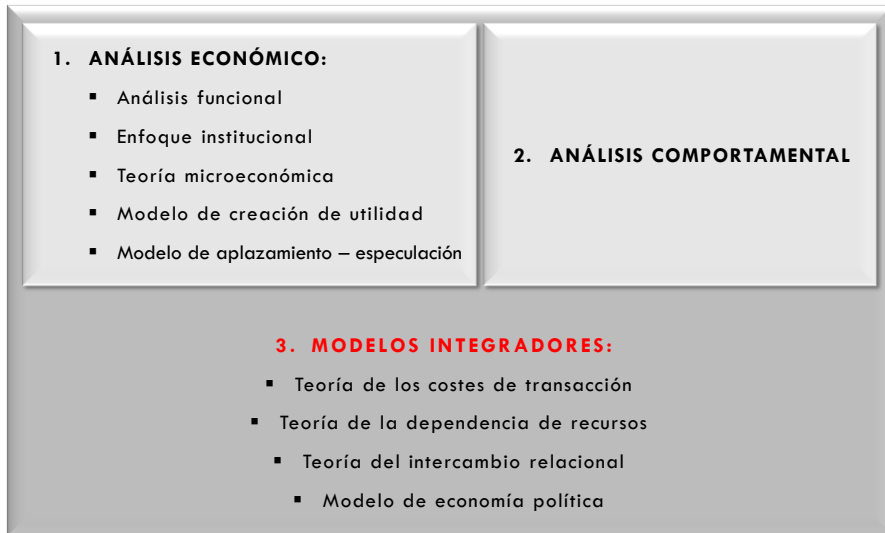 1. ANÁLISIS ECONÓMICO:
▪ Análisis funcional
▪ Enfoque institucional
▪ Teoría microeconómica
▪ Modelo de creación de utilidad
▪ Modelo de aplazamiento – especulación
2. ANÁLISIS COMPORTAMENTAL
3. MODELOS INTEGRADORES:
▪ Teoría de los costes de transacción
▪ Teoría de la dependencia de recursos
▪ Teoría del intercambio relacional
▪ Modelo de economía política